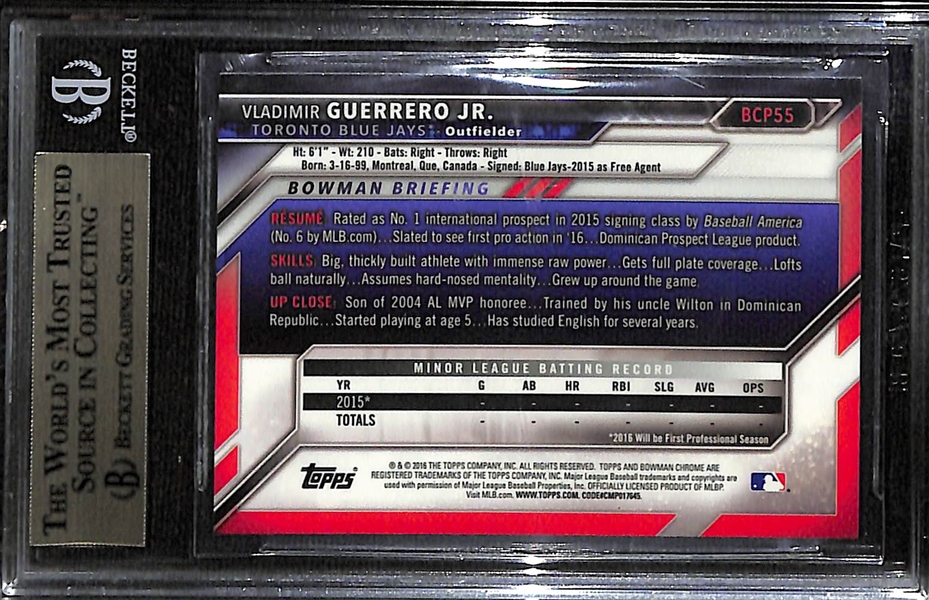 BECKETT®
THE WORLD'S MOST TRUSTED
SOURCE IN COLLECTING™
BECKETT GRADING SERVICES
VLADIMIR GUERRERO JR.
BCP55
TORONTO BLUE JAYS® Outfielder
Ht: 6'1" - Wt: 210 - Bats: Right - Throws: Right
Born: 3-16-99, Montreal, Que, Canada - Signed: Blue Jays-2015 as Free Agent
BOWMAN BRIEFING
RÉSUMÉ: Rated as No. 1 international prospect in 2015 signing class by Baseball America
(No. 6 by MLB.com)...Slated to see first pro action in '16...Dominican Prospect League product.
SKILLS: Big, thickly built athlete with immense raw power...Gets full plate coverage...Lofts
ball naturally...Assumes hard-nosed mentality...Grew up around the game.
UP CLOSE: Son of 2004 AL MVP honoree...Trained by his uncle Wilton in Dominican
Republic...Started playing at age 5...Has studied English for several years.
MINOR LEAGUE BATTING RECORD
YR G AB HR RBI SLG AVG OPS
2015* - - - - - - -
TOTALS - - - - - - -
*2016 Will be First Professional Season
Topps
® & © 2016 THE TOPPS COMPANY, INC. ALL RIGHTS RESERVED. TOPPS AND BOWMAN CHROME ARE
REGISTERED TRADEMARKS OF THE TOPPS COMPANY, INC. Major League Baseball trademarks and copyrights are
used with permission of Major League Baseball Properties, Inc. OFFICIALLY LICENSED PRODUCT OF MLBP.
Visit MLB.com. WWW.TOPPS.COM. CODE#CMP017645.